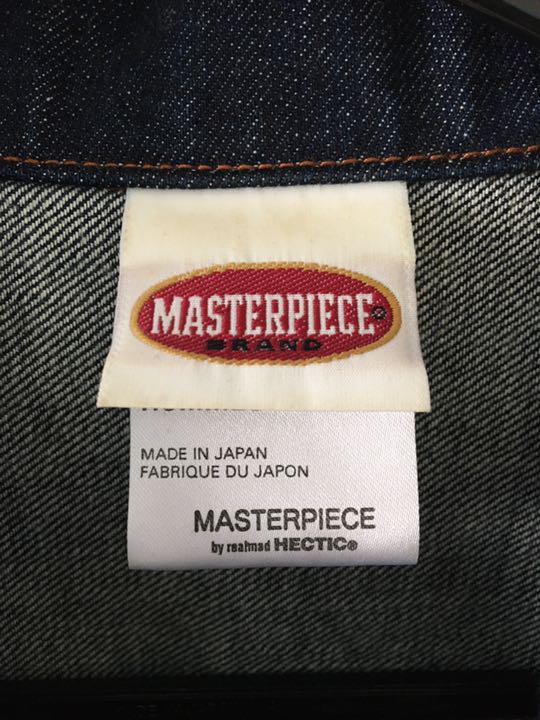 MASTERPIECE®
BRAND
MADE IN JAPAN
FABRIQUE DU JAPON
MASTERPIECE
by realmad HECTIC®